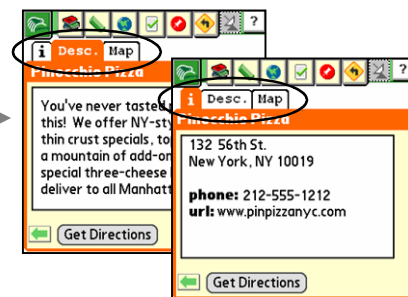 ?
i Desc. Map
Pinocchio Pizza
You've never tasted
this! We offer NY-sty
thin crust specials, to
a mountain of add-on
special three-cheese
deliver to all Manhatt
Get Directions
?
i Desc. Map
Pinocchio Pizza
132 56th St.
New York, NY 10019
phone: 212-555-1212
url: www.pinpizzanyc.com
Get Directions